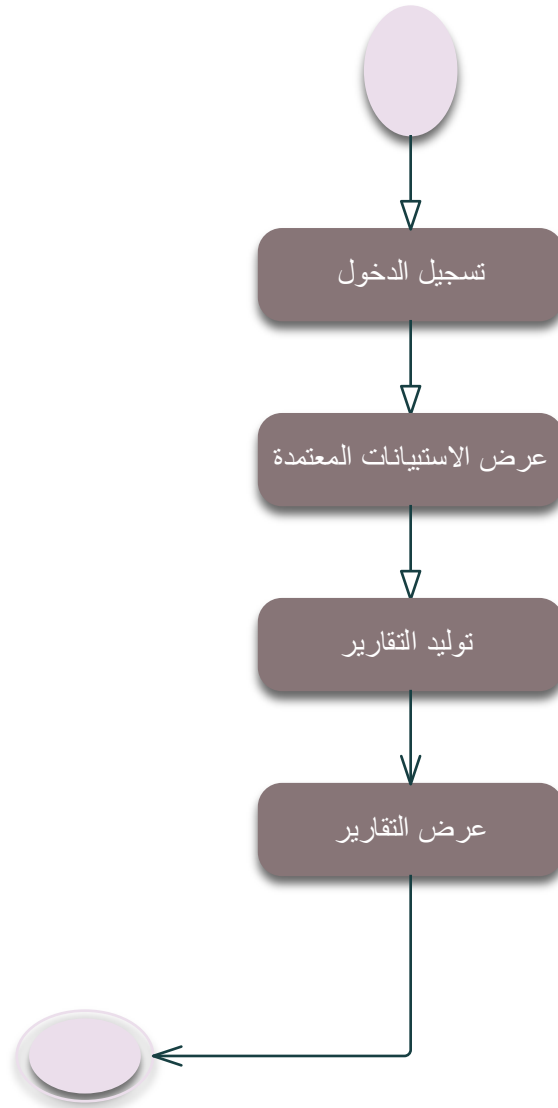 تسجيل الدخول
عرض الاستبيانات المعتمدة
توليد التقارير
عرض التقارير